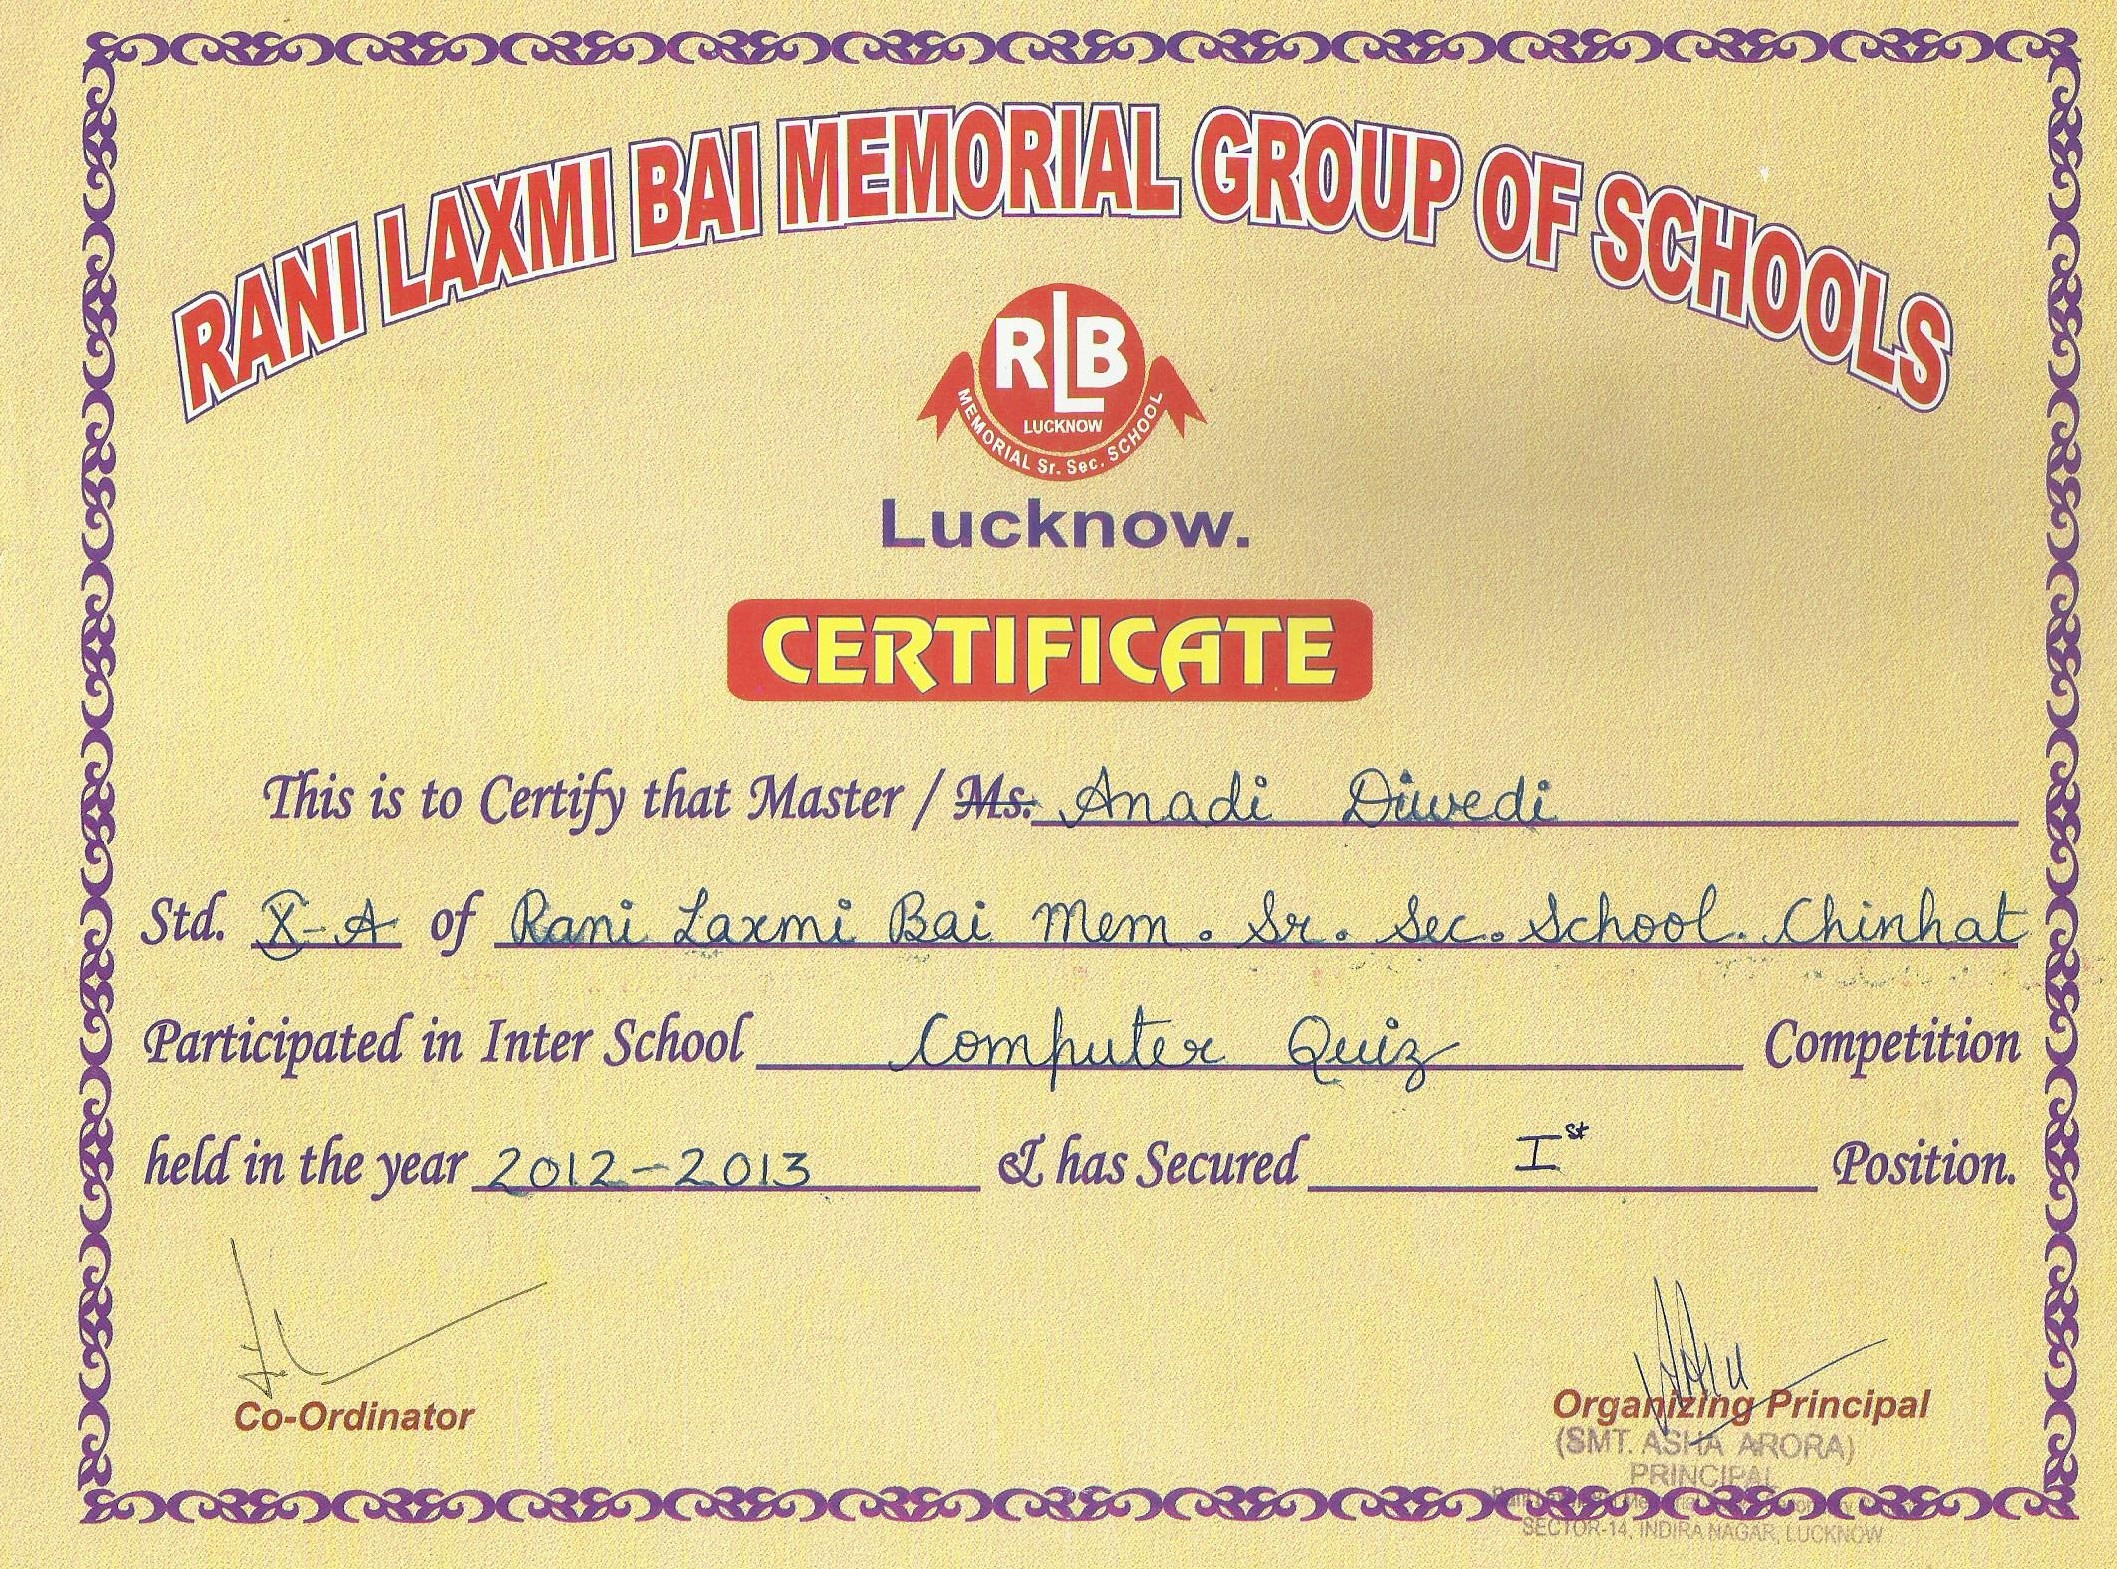 RANI LAXMI BAI MEMORIAL GROUP OF SCHOOLS
RLB
LUCKNOW
MEMORIAL Sr. Sec. SCHOOL
Lucknow.
CERTIFICATE
This is to Certify that Master / Ms. Anadi Diwedi
Std. X-A of Rani Laxmi Bai Mem. Sr. Sec. School. Chinhat
Participated in Inter School Computer Quiz Competition
held in the year 2012-2013 & has Secured Ist Position.
Co-Ordinator
Organizing Principal
(SMT. ASHA ARORA)
PRINCIPAL
SECTOR-14, INDIRA NAGAR, LUCKNOW